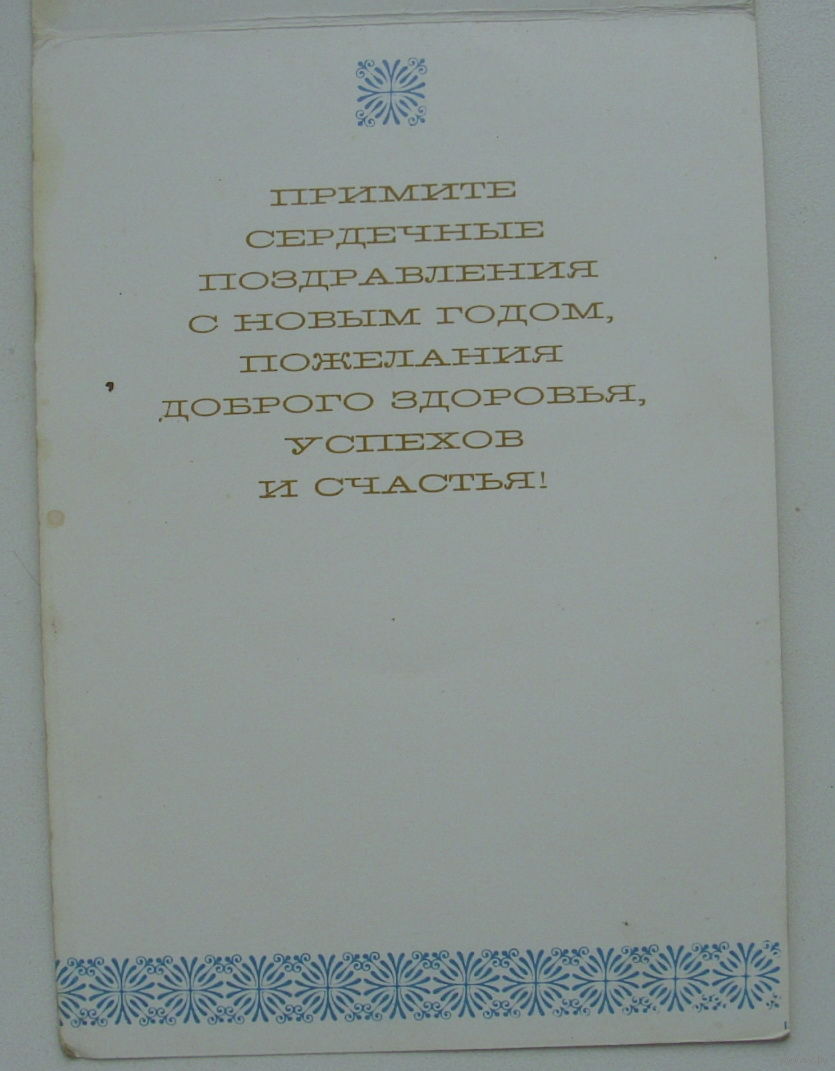 ПРИМИТЕ
СЕРДЕЧНЫЕ
ПОЗДРАВЛЕНИЯ
С НОВЫМ ГОДОМ,
ПОЖЕЛАНИЯ
ДОБРОГО ЗДОРОВЬЯ,
УСПЕХОВ
И СЧАСТЬЯ!